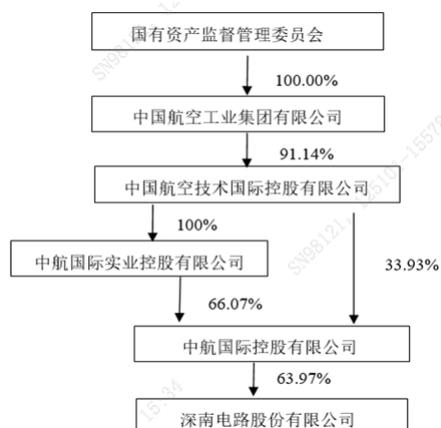 国有资产监督管理委员会
100.00%
中国航空工业集团有限公司
91.14%
中国航空技术国际控股有限公司
100%
中航国际实业控股有限公司
33.93%
66.07%
中航国际控股有限公司
63.97%
深南电路股份有限公司